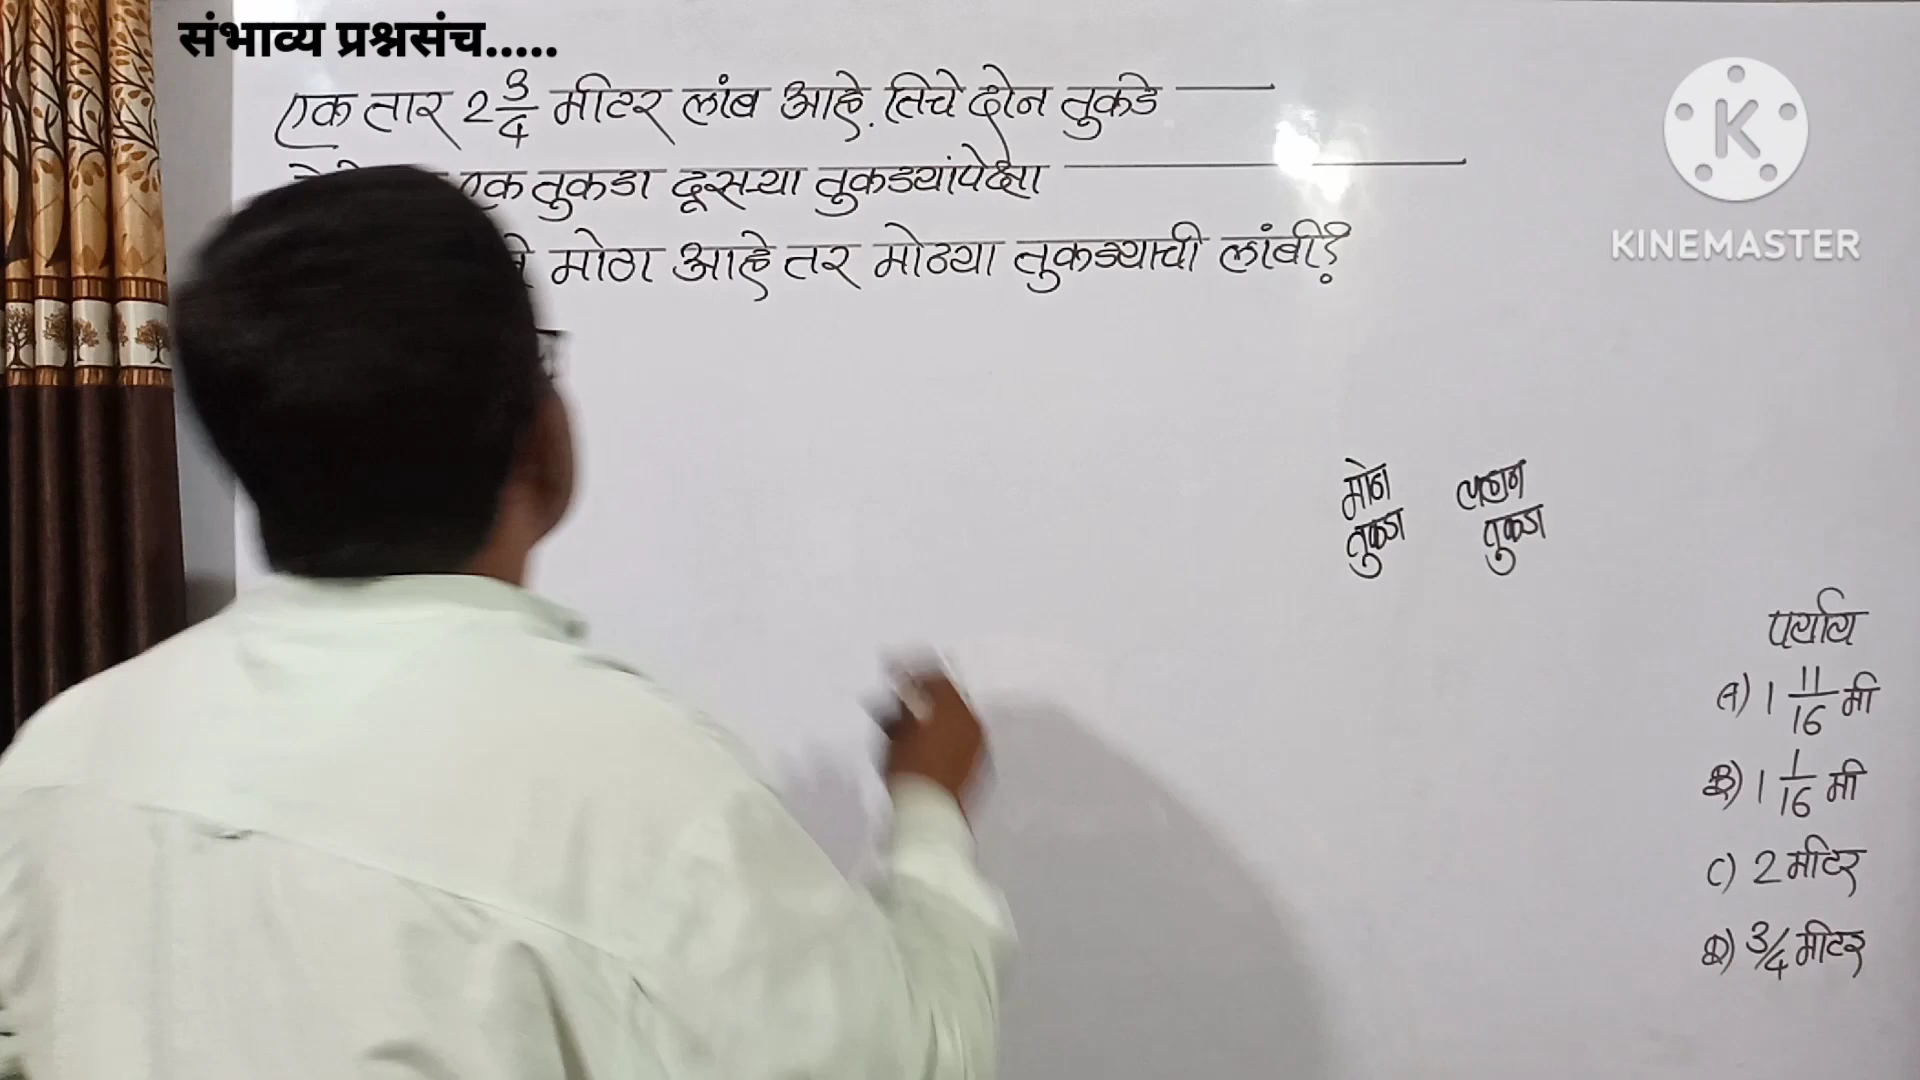 संभाव्य प्रश्नसंच.....
एक तार 2 3/4 मीटर लांब आहे. तिचे दोन तुकडे
एक तुकडा दूसऱ्या तुकड्यांपेक्षा
मोठा आहे तर मोठ्या तुकड्याची लांबी?
KINEMASTER
मोठा लहान
तुकडा तुकडा
पर्याय
A) 1 11/16 मी
B) 1 1/16 मी
C) 2 मीटर
D) 3/4 मीटर